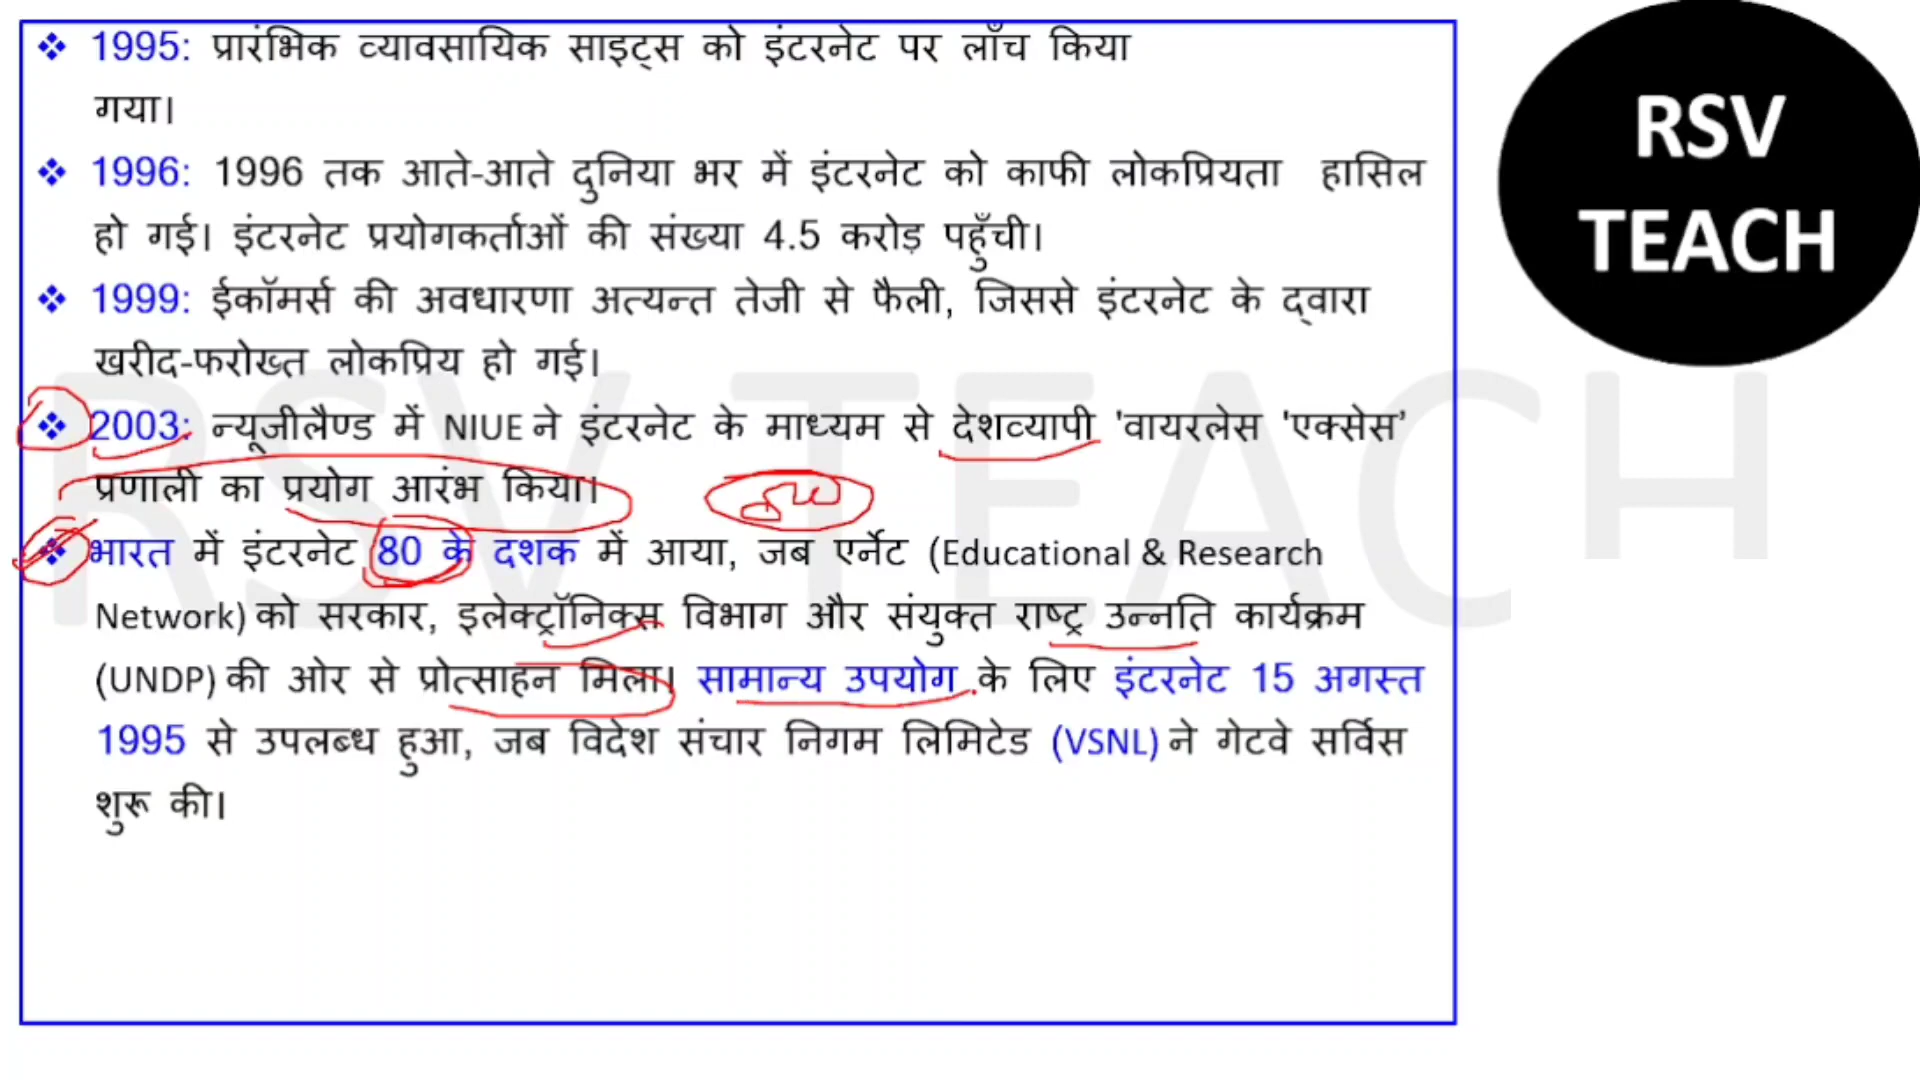 ❖ 1995: प्रारंभिक व्यावसायिक साइट्स को इंटरनेट पर लॉंच किया
गया।
❖ 1996: 1996 तक आते-आते दुनिया भर में इंटरनेट को काफी लोकप्रियता हासिल
हो गई। इंटरनेट प्रयोगकर्ताओं की संख्या 4.5 करोड़ पहुँची।
❖ 1999: ईकॉमर्स की अवधारणा अत्यन्त तेजी से फैली, जिससे इंटरनेट के द्वारा
खरीद-फरोख्त लोकप्रिय हो गई।
❖ 2003: न्यूजीलैण्ड में NIUE ने इंटरनेट के माध्यम से देशव्यापी 'वायरलेस 'एक्सेस’
प्रणाली का प्रयोग आरंभ किया।
❖ भारत में इंटरनेट 80 के दशक में आया, जब एर्नेट (Educational & Research
Network) को सरकार, इलेक्ट्रॉनिक्स विभाग और संयुक्त राष्ट्र उन्नति कार्यक्रम
(UNDP) की ओर से प्रोत्साहन मिला। सामान्य उपयोग के लिए इंटरनेट 15 अगस्त
1995 से उपलब्ध हुआ, जब विदेश संचार निगम लिमिटेड (VSNL) ने गेटवे सर्विस
शुरू की।
RSV
TEACH
RSV TEACH